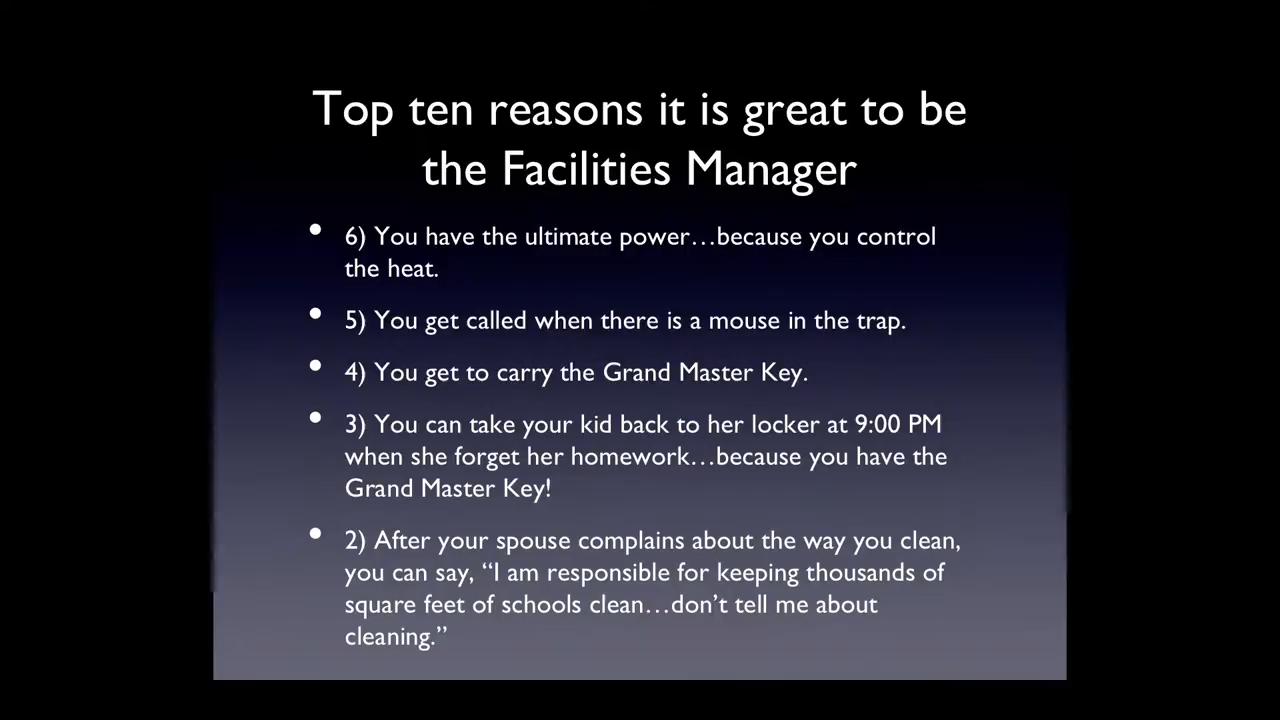 Top ten reasons it is great to be
the Facilities Manager
• 6) You have the ultimate power…because you control
the heat.
• 5) You get called when there is a mouse in the trap.
• 4) You get to carry the Grand Master Key.
• 3) You can take your kid back to her locker at 9:00 PM
when she forget her homework…because you have the
Grand Master Key!
• 2) After your spouse complains about the way you clean,
you can say, “I am responsible for keeping thousands of
square feet of schools clean…don’t tell me about
cleaning.”